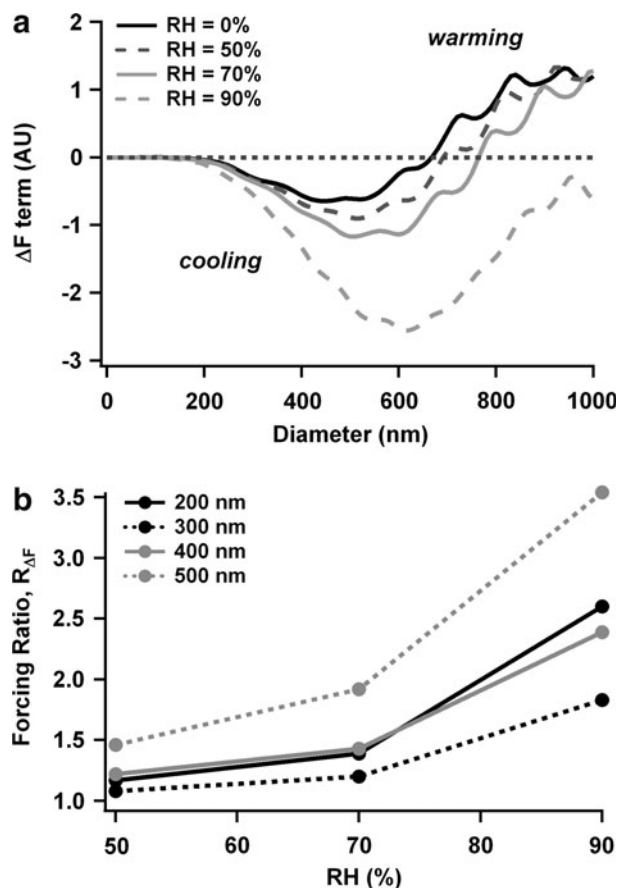 a
RH = 0%
RH = 50%
RH = 70%
RH = 90%
warming
cooling
2
1
0
-1
-2
-3
ΔF term (AU)
0 200 400 600 800 1000
Diameter (nm)
b
200 nm
300 nm
400 nm
500 nm
3.5
3.0
2.5
2.0
1.5
1.0
Forcing Ratio, RΔF
50 60 70 80 90
RH (%)